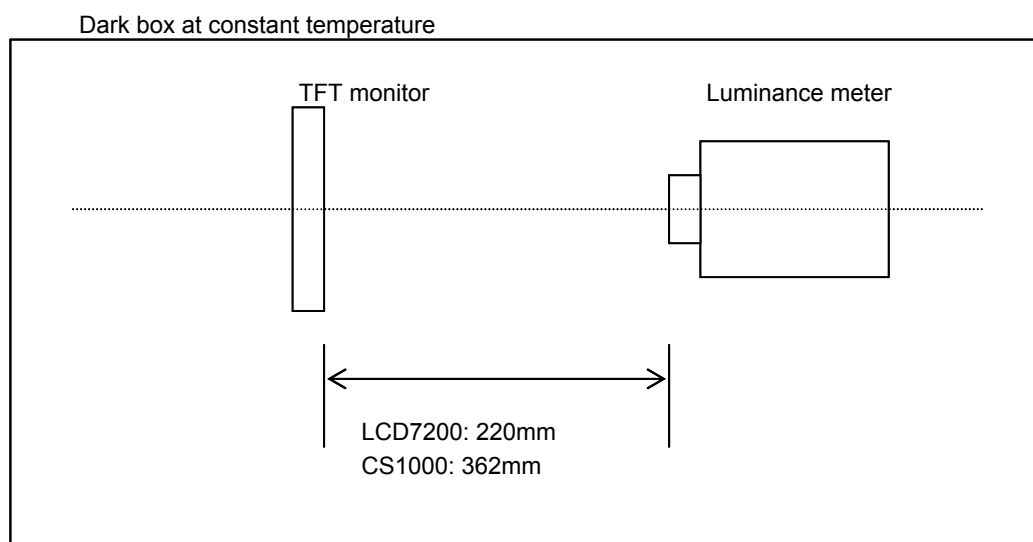 Dark box at constant temperature
TFT monitor
Luminance meter
LCD7200: 220mm
CS1000: 362mm